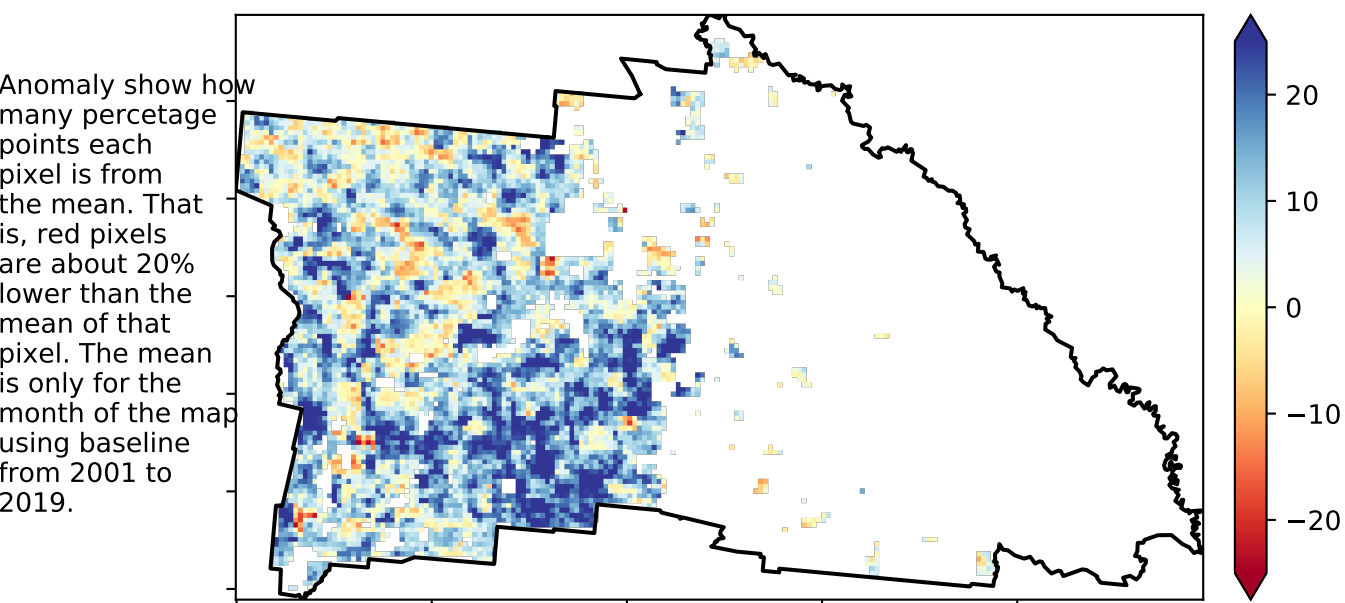 Anomaly show how
many percetage
points each
pixel is from
the mean. That
is, red pixels
are about 20%
lower than the
mean of that
pixel. The mean
is only for the
month of the map
using baseline
from 2001 to
2019.
20
10
0
−10
−20